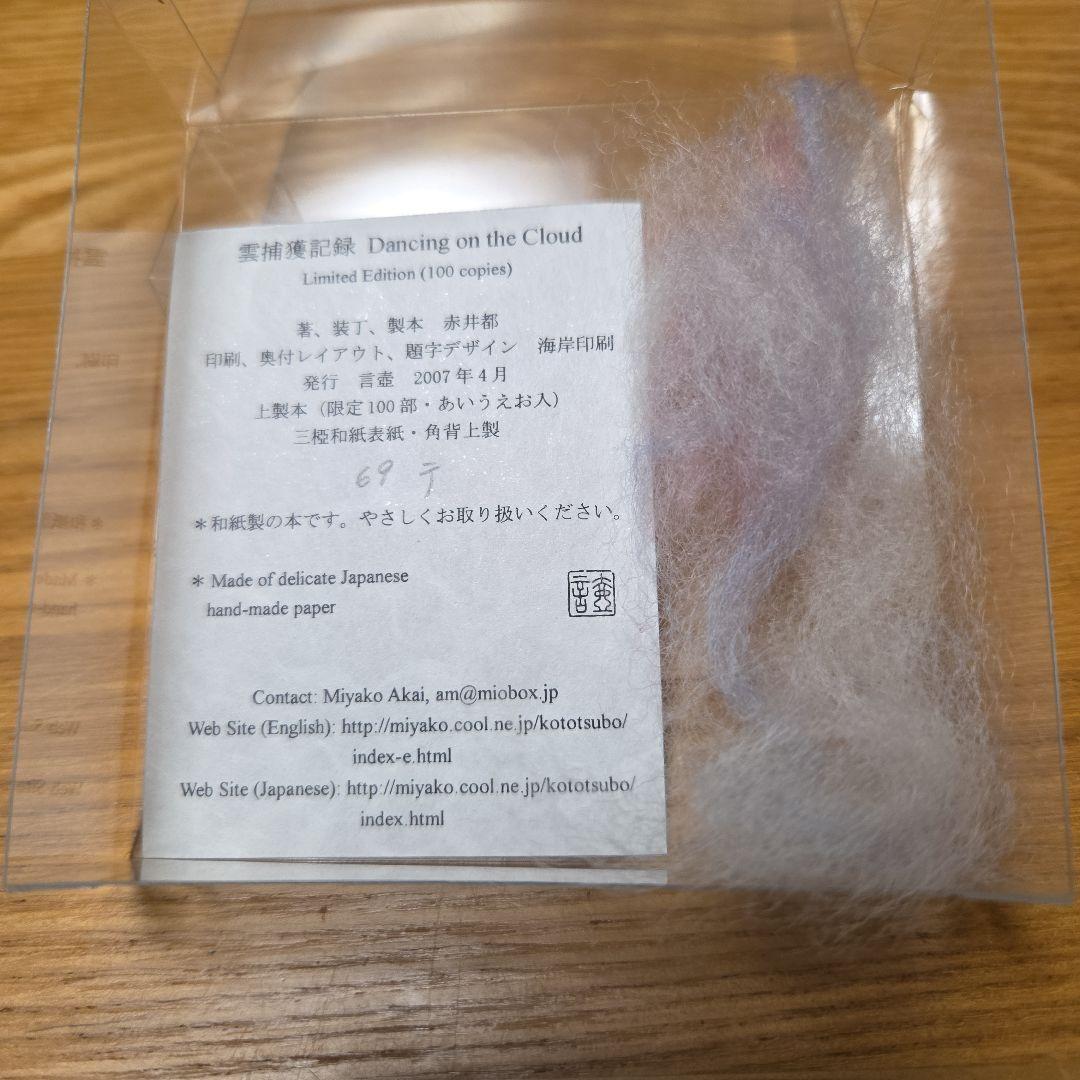 雲捕獲記録 Dancing on the Cloud
Limited Edition (100 copies)
著、装丁、製本 赤井都
印刷、奥付レイアウト、題字デザイン 海岸印刷
発行 言壺 2007年4月
上製本(限定100部・あいうえお入)
三椏和紙表紙・角背上製
69 テ
*和紙製の本です。やさしくお取り扱いください。
* Made of delicate Japanese
hand-made paper
言壺
Contact: Miyako Akai, am@miobox.jp
Web Site (English): http://miyako.cool.ne.jp/kototsubo/
index-e.html
Web Site (Japanese): http://miyako.cool.ne.jp/kototsubo/
index.html